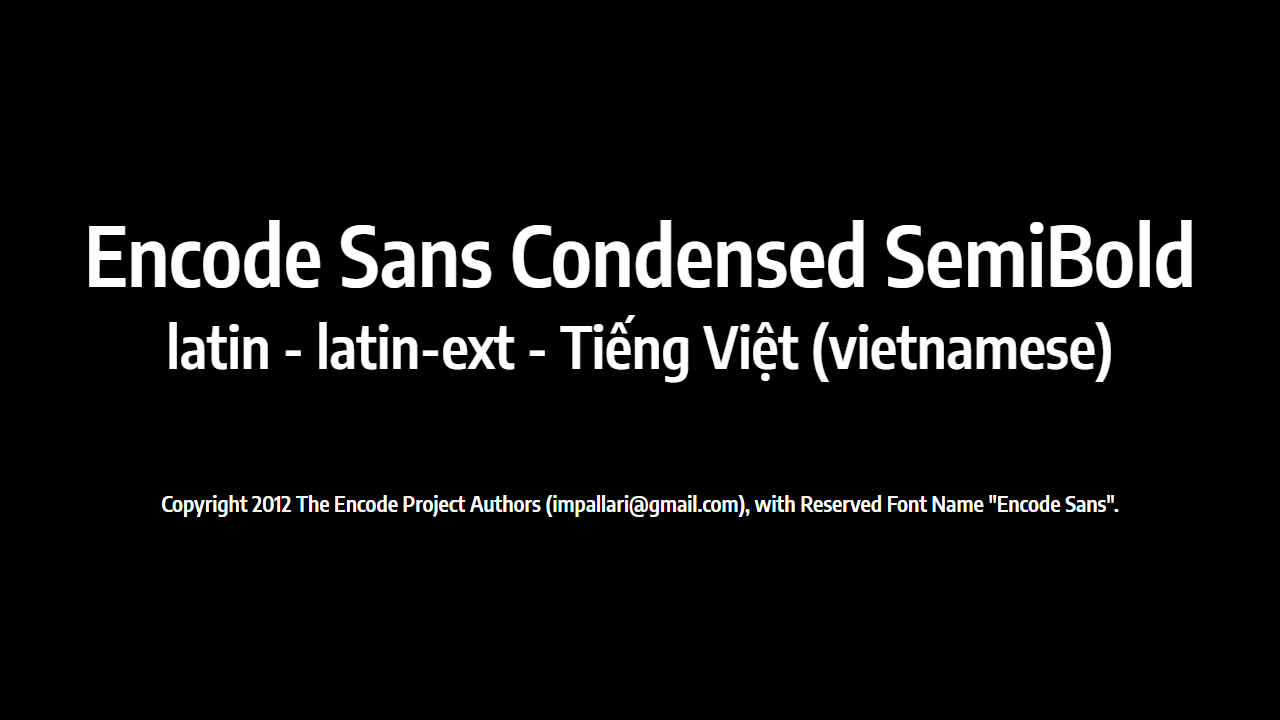 Encode Sans Condensed SemiBold
latin - latin-ext - Tiếng Việt (vietnamese)
Copyright 2012 The Encode Project Authors (impallari@gmail.com), with Reserved Font Name "Encode Sans".